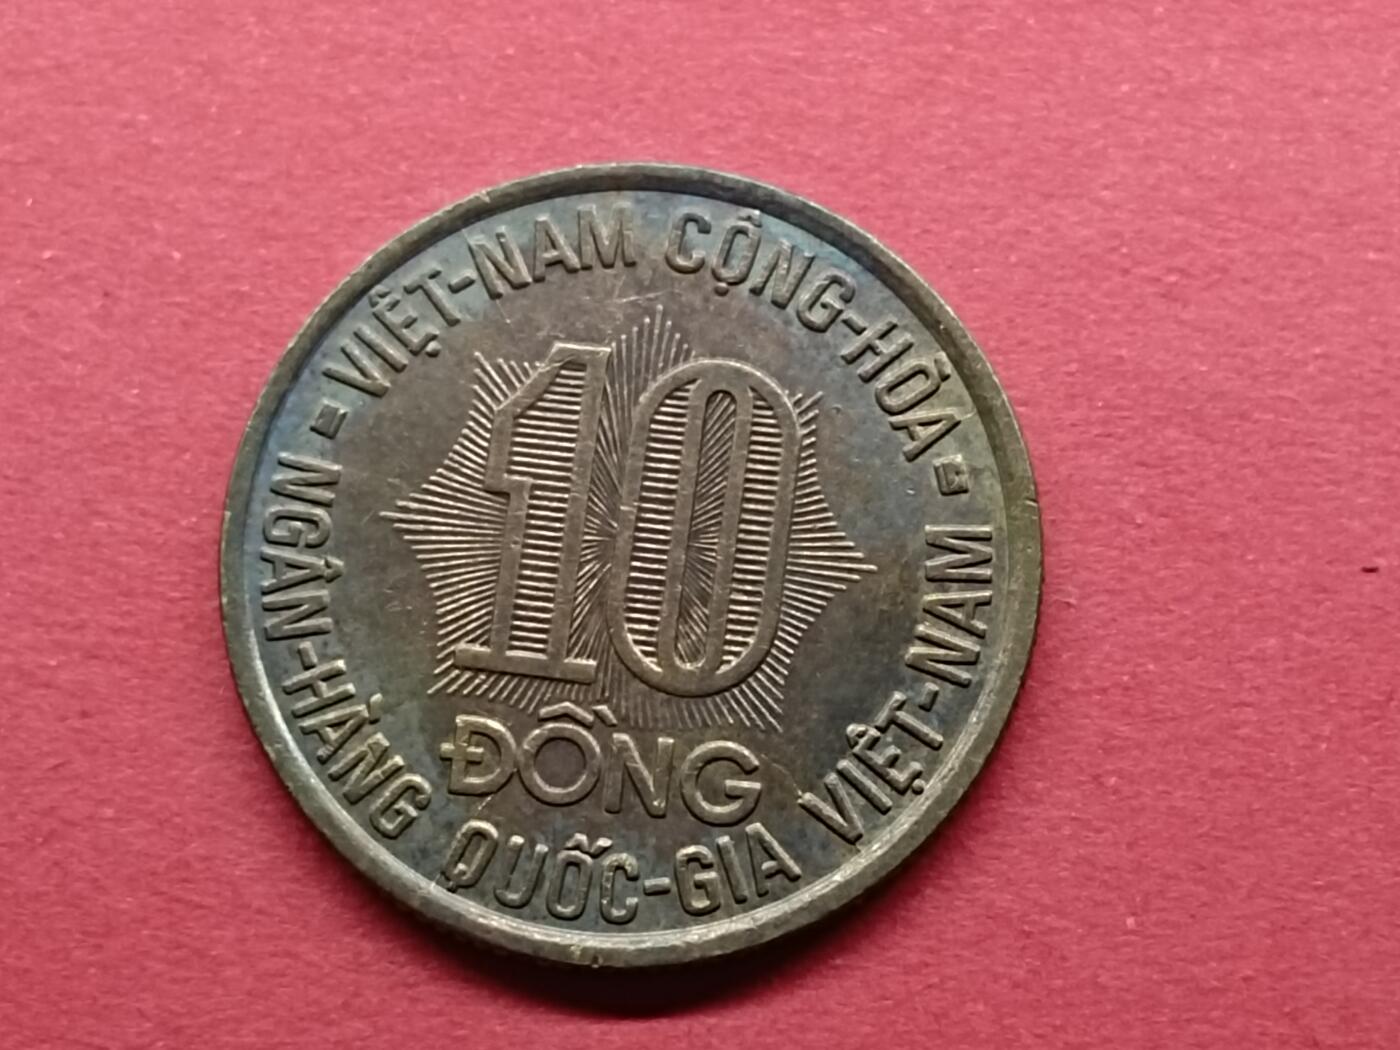 VIỆT-NAM CỘNG-HÒA
10
ĐỒNG
NGÂN-HÀNG QUỐC-GIA VIỆT-NAM